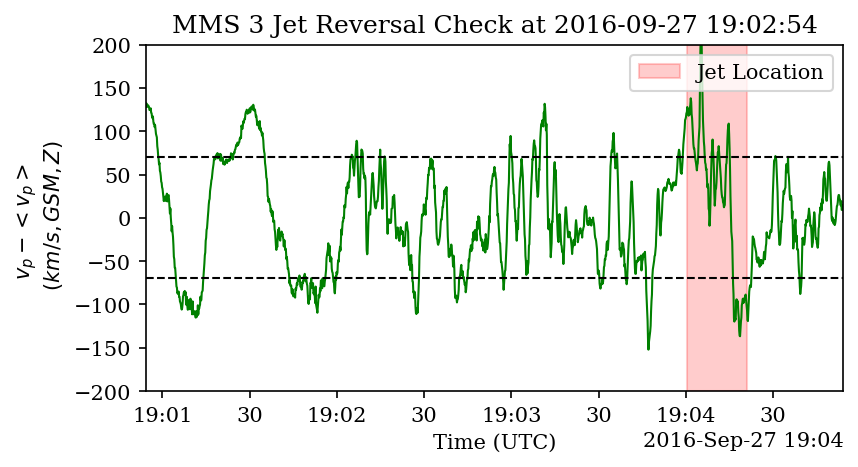 MMS 3 Jet Reversal Check at 2016-09-27 19:02:54
Jet Location
v_p − < v_p >
(km/s, GSM, Z)
200
150
100
50
0
−50
−100
−150
−200
19:01 30 19:02 30 19:03 30 19:04 30
Time (UTC)
2016-Sep-27 19:04